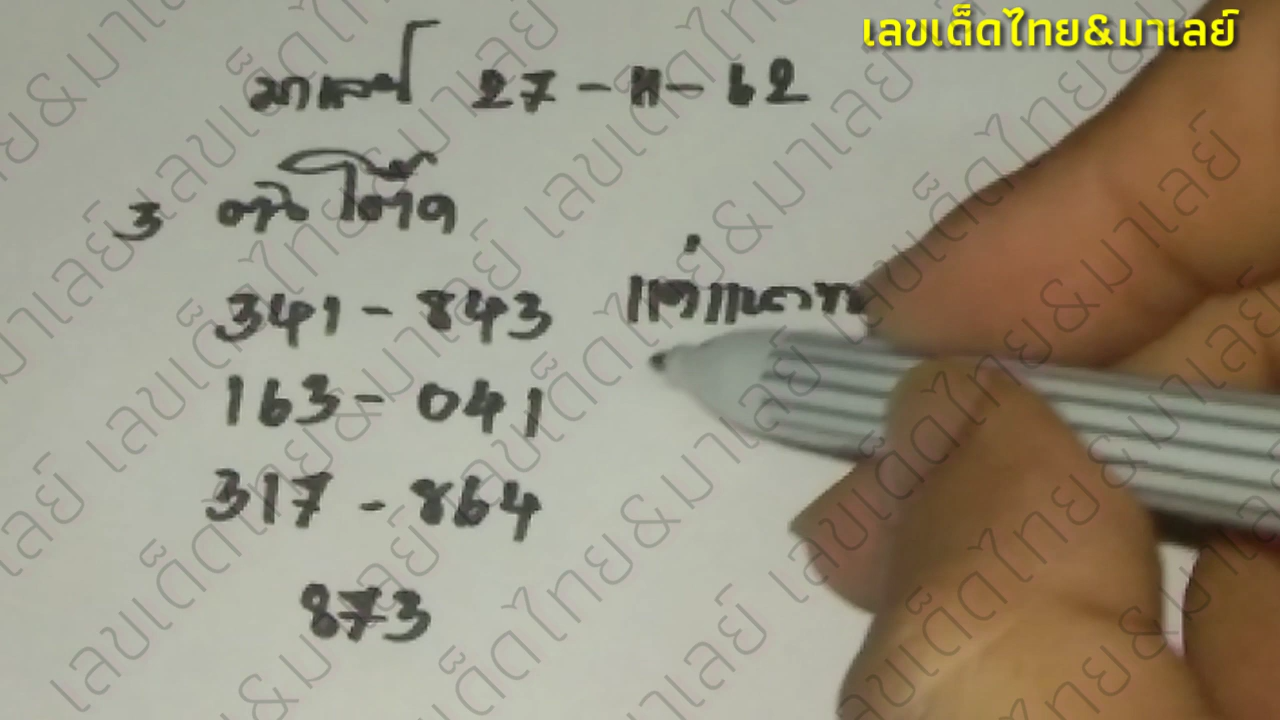 เลขเด็ดไทย&มาเลย์
มาเลย์ 27-11-62
3 ตัวโต๊ด
341-843
163-041
317-864
873